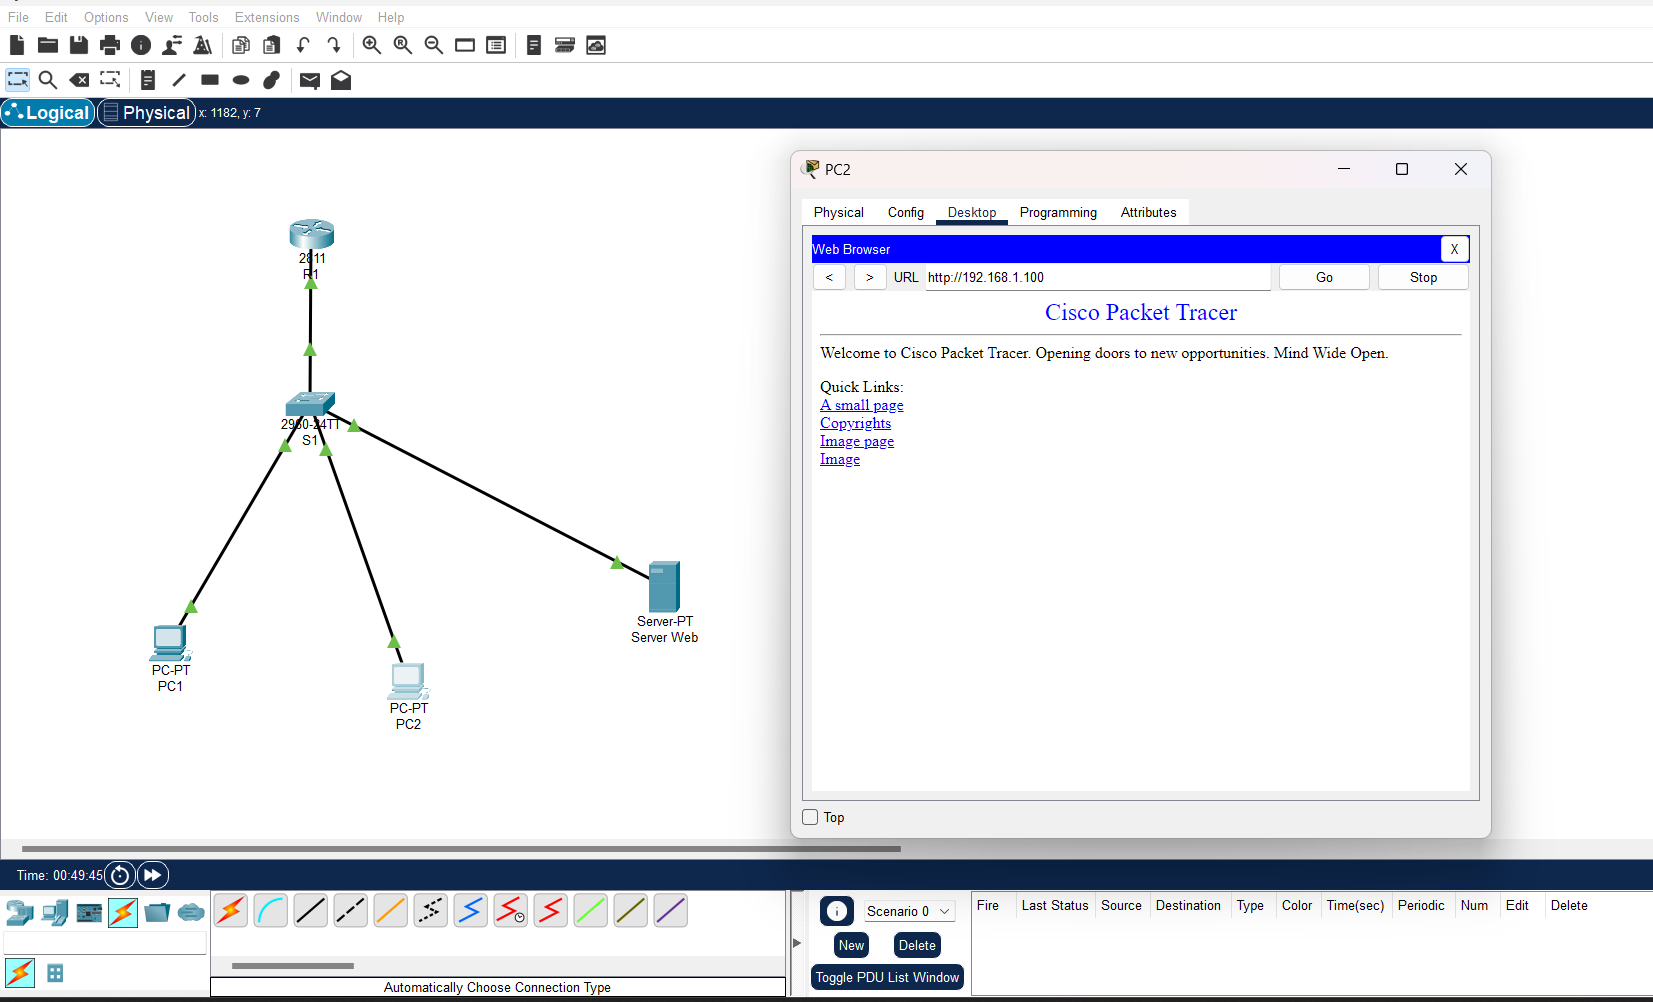 File Edit Options View Tools Extensions Window Help
Logical Physical x: 1182, y: 7
2811
R1
2950-24TT
S1
Server-PT
Server Web
PC-PT
PC1
PC-PT
PC2
PC2
Physical Config Desktop Programming Attributes
Web Browser X
< > URL http://192.168.1.100 Go Stop
Cisco Packet Tracer
Welcome to Cisco Packet Tracer. Opening doors to new opportunities. Mind Wide Open.
Quick Links:
A small page
Copyrights
Image page
Image
Top
Time: 00:49:45
Scenario 0
New Delete
Toggle PDU List Window
Fire Last Status Source Destination Type Color Time(sec) Periodic Num Edit Delete
Automatically Choose Connection Type